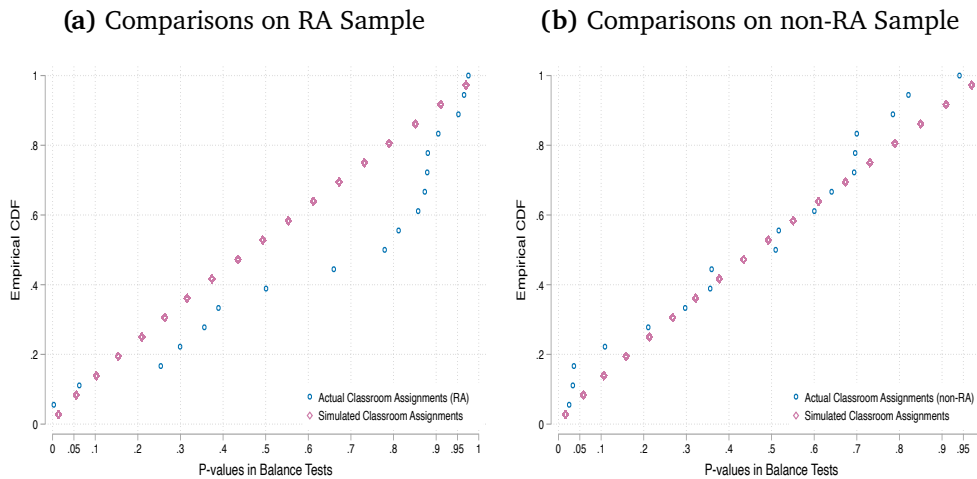 (a) Comparisons on RA Sample
1
.8
.6
.4
.2
0
Empirical CDF
Actual Classroom Assignments (RA)
Simulated Classroom Assignments
0 .05 .1 .2 .3 .4 .5 .6 .7 .8 .9 .95 1
P-values in Balance Tests
(b) Comparisons on non-RA Sample
1
.8
.6
.4
.2
0
Empirical CDF
Actual Classroom Assignments (non-RA)
Simulated Classroom Assignments
0 .05 .1 .2 .3 .4 .5 .6 .7 .8 .9 .95
P-values in Balance Tests